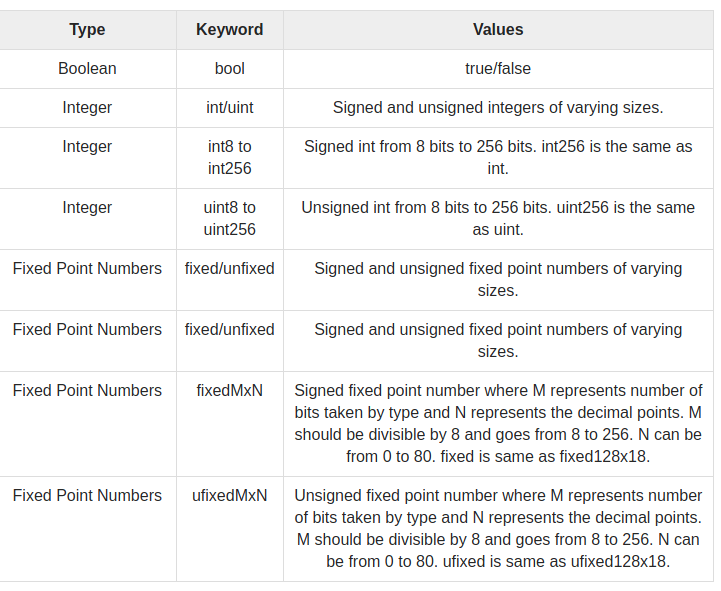 Type Keyword Values
Boolean bool true/false
Integer int/uint Signed and unsigned integers of varying sizes.
Integer int8 to Signed int from 8 bits to 256 bits. int256 is the same as
int256 int.
Integer uint8 to Unsigned int from 8 bits to 256 bits. uint256 is the same
uint256 as uint.
Fixed Point Numbers fixed/unfixed Signed and unsigned fixed point numbers of varying
sizes.
Fixed Point Numbers fixed/unfixed Signed and unsigned fixed point numbers of varying
sizes.
Fixed Point Numbers fixedMxN Signed fixed point number where M represents number of
bits taken by type and N represents the decimal points. M
should be divisible by 8 and goes from 8 to 256. N can be
from 0 to 80. fixed is same as fixed128x18.
Fixed Point Numbers ufixedMxN Unsigned fixed point number where M represents number
of bits taken by type and N represents the decimal points.
M should be divisible by 8 and goes from 8 to 256. N can
be from 0 to 80. ufixed is same as ufixed128x18.